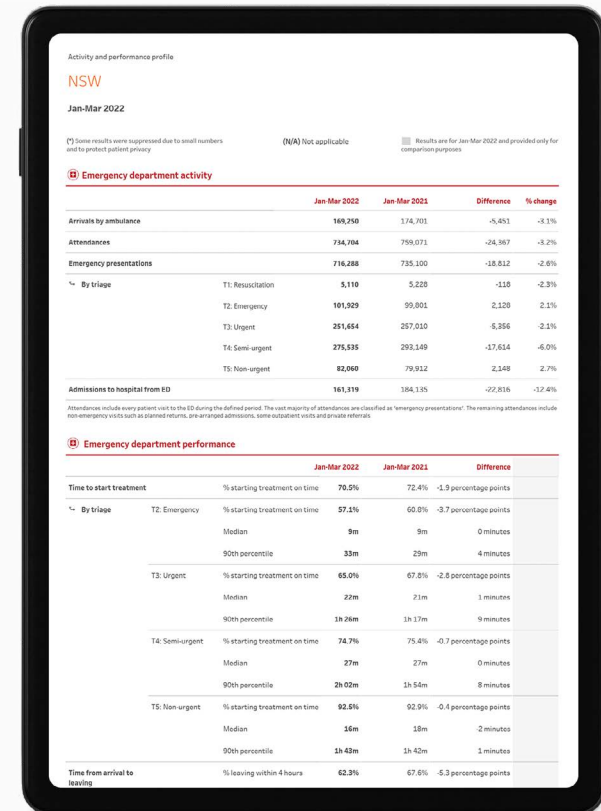 Activity and performance profile
NSW
Jan-Mar 2022
(*) Some results were suppressed due to small numbers
and to protect patient privacy
(N/A) Not applicable
Results are for Jan-Mar 2022 and provided only for
comparison purposes
Emergency department activity
Jan-Mar 2022 Jan-Mar 2021 Difference % change
Arrivals by ambulance 169,250 174,701 -5,451 -3.1%
Attendances 734,704 759,071 -24,367 -3.2%
Emergency presentations 716,288 735,100 -18,812 -2.6%
By triage T1: Resuscitation 5,110 5,228 -118 -2.3%
T2: Emergency 101,929 99,801 2,128 2.1%
T3: Urgent 251,654 257,010 -5,356 -2.1%
T4: Semi-urgent 275,535 293,149 -17,614 -6.0%
T5: Non-urgent 82,060 79,912 2,148 2.7%
Admissions to hospital from ED 161,319 184,135 -22,816 -12.4%
Attendances include every patient visit to the ED during the defined period. The vast majority of attendances are classified as 'emergency presentations'. The remaining attendances include
non-emergency visits such as planned returns, pre-arranged admissions, some outpatient visits and private referrals
Emergency department performance
Jan-Mar 2022 Jan-Mar 2021 Difference
Time to start treatment % starting treatment on time 70.5% 72.4% -1.9 percentage points
By triage T2: Emergency % starting treatment on time 57.1% 60.8% -3.7 percentage points
Median 9m 9m 0 minutes
90th percentile 33m 29m 4 minutes
T3: Urgent % starting treatment on time 65.0% 67.8% -2.8 percentage points
Median 22m 21m 1 minutes
90th percentile 1h 26m 1h 17m 9 minutes
T4: Semi-urgent % starting treatment on time 74.7% 75.4% -0.7 percentage points
Median 27m 27m 0 minutes
90th percentile 2h 02m 1h 54m 8 minutes
T5: Non-urgent % starting treatment on time 92.5% 92.9% -0.4 percentage points
Median 16m 18m -2 minutes
90th percentile 1h 43m 1h 42m 1 minutes
Time from arrival to % leaving within 4 hours 62.3% 67.6% -5.3 percentage points
leaving